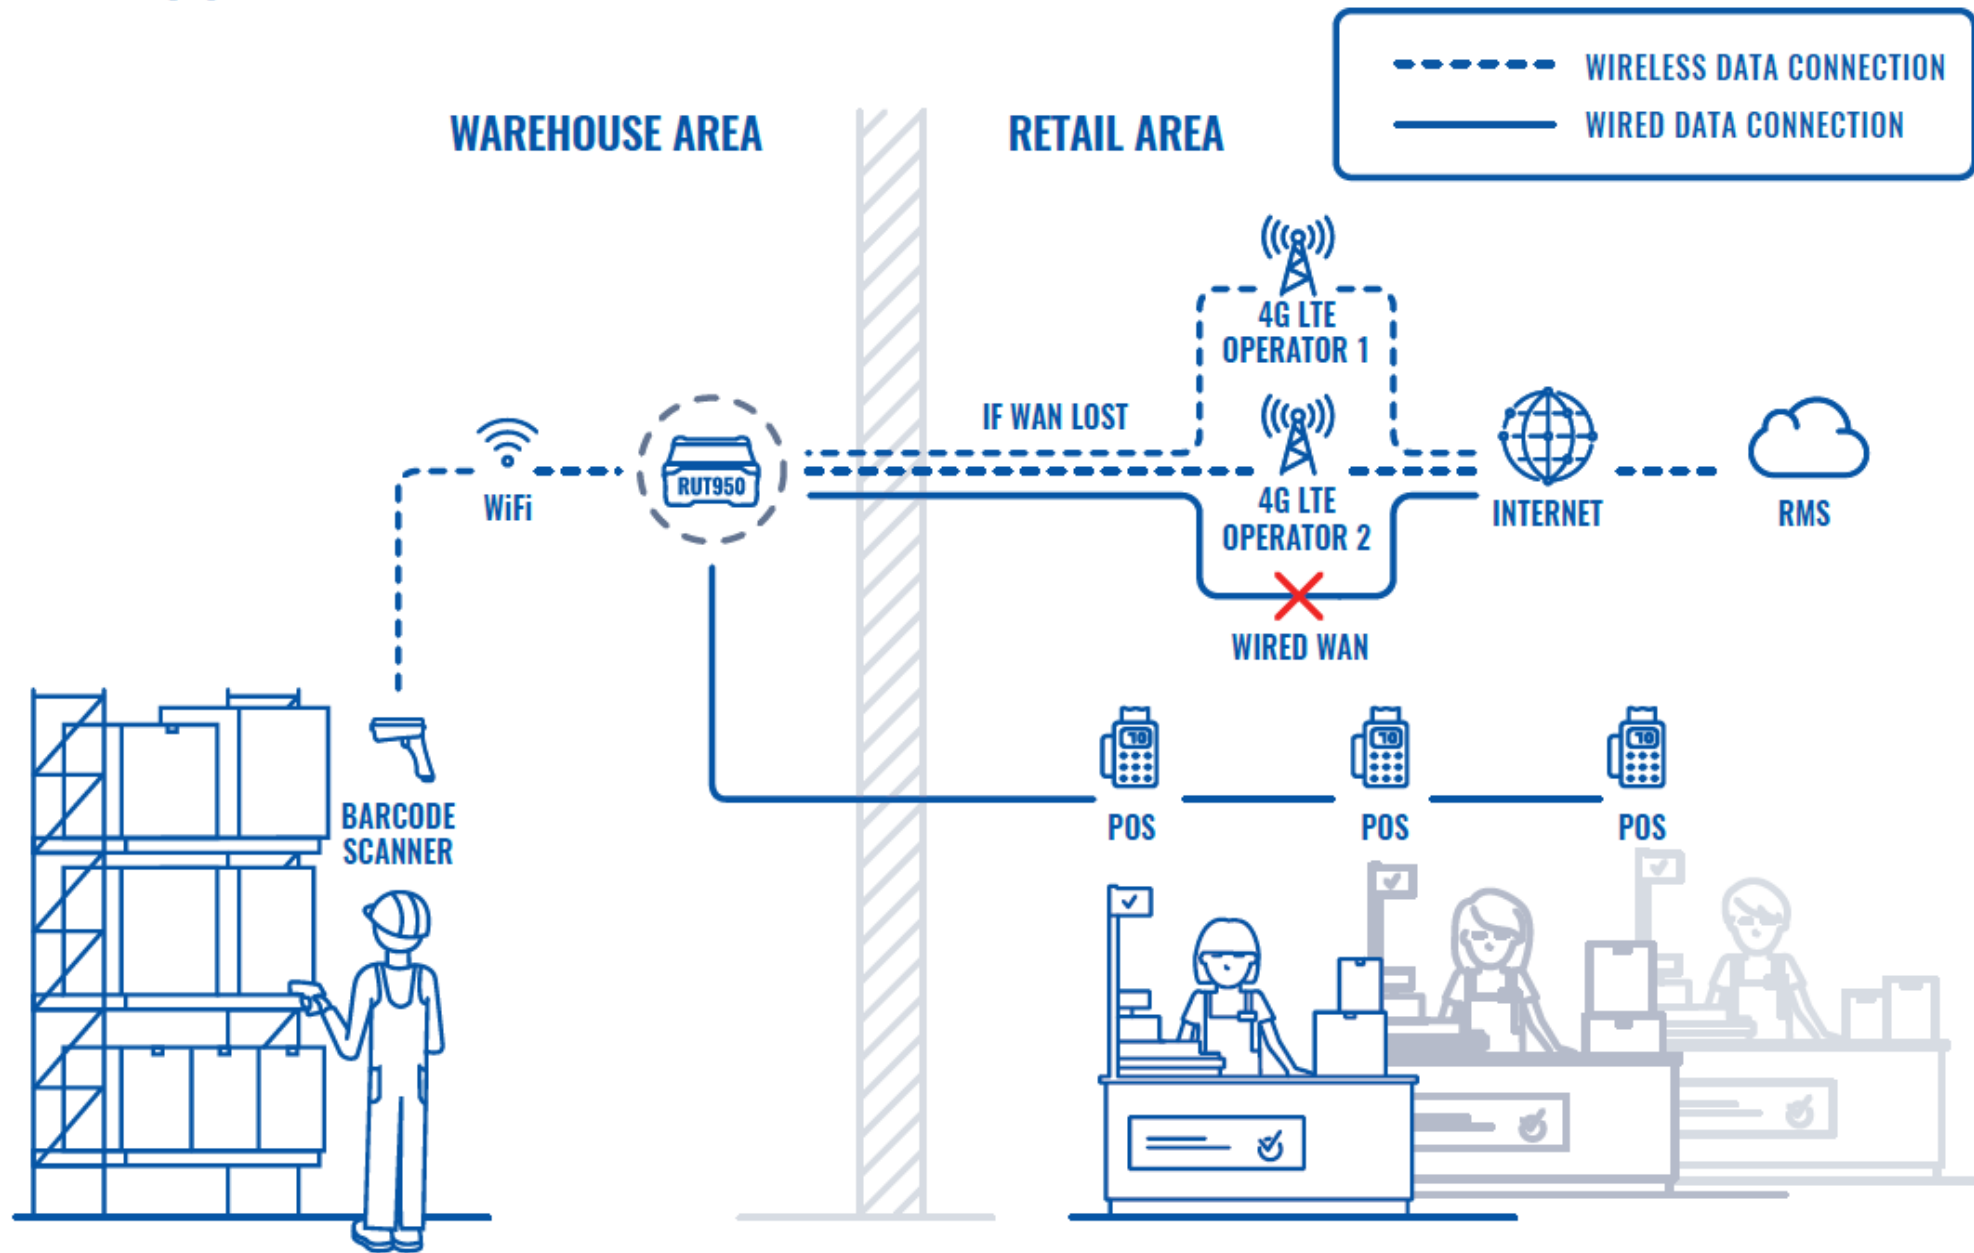 WIRELESS DATA CONNECTION
WIRED DATA CONNECTION
WAREHOUSE AREA
RETAIL AREA
4G LTE
OPERATOR 1
IF WAN LOST
WiFi
RUT950
4G LTE
OPERATOR 2
INTERNET
RMS
WIRED WAN
BARCODE
SCANNER
POS
POS
POS